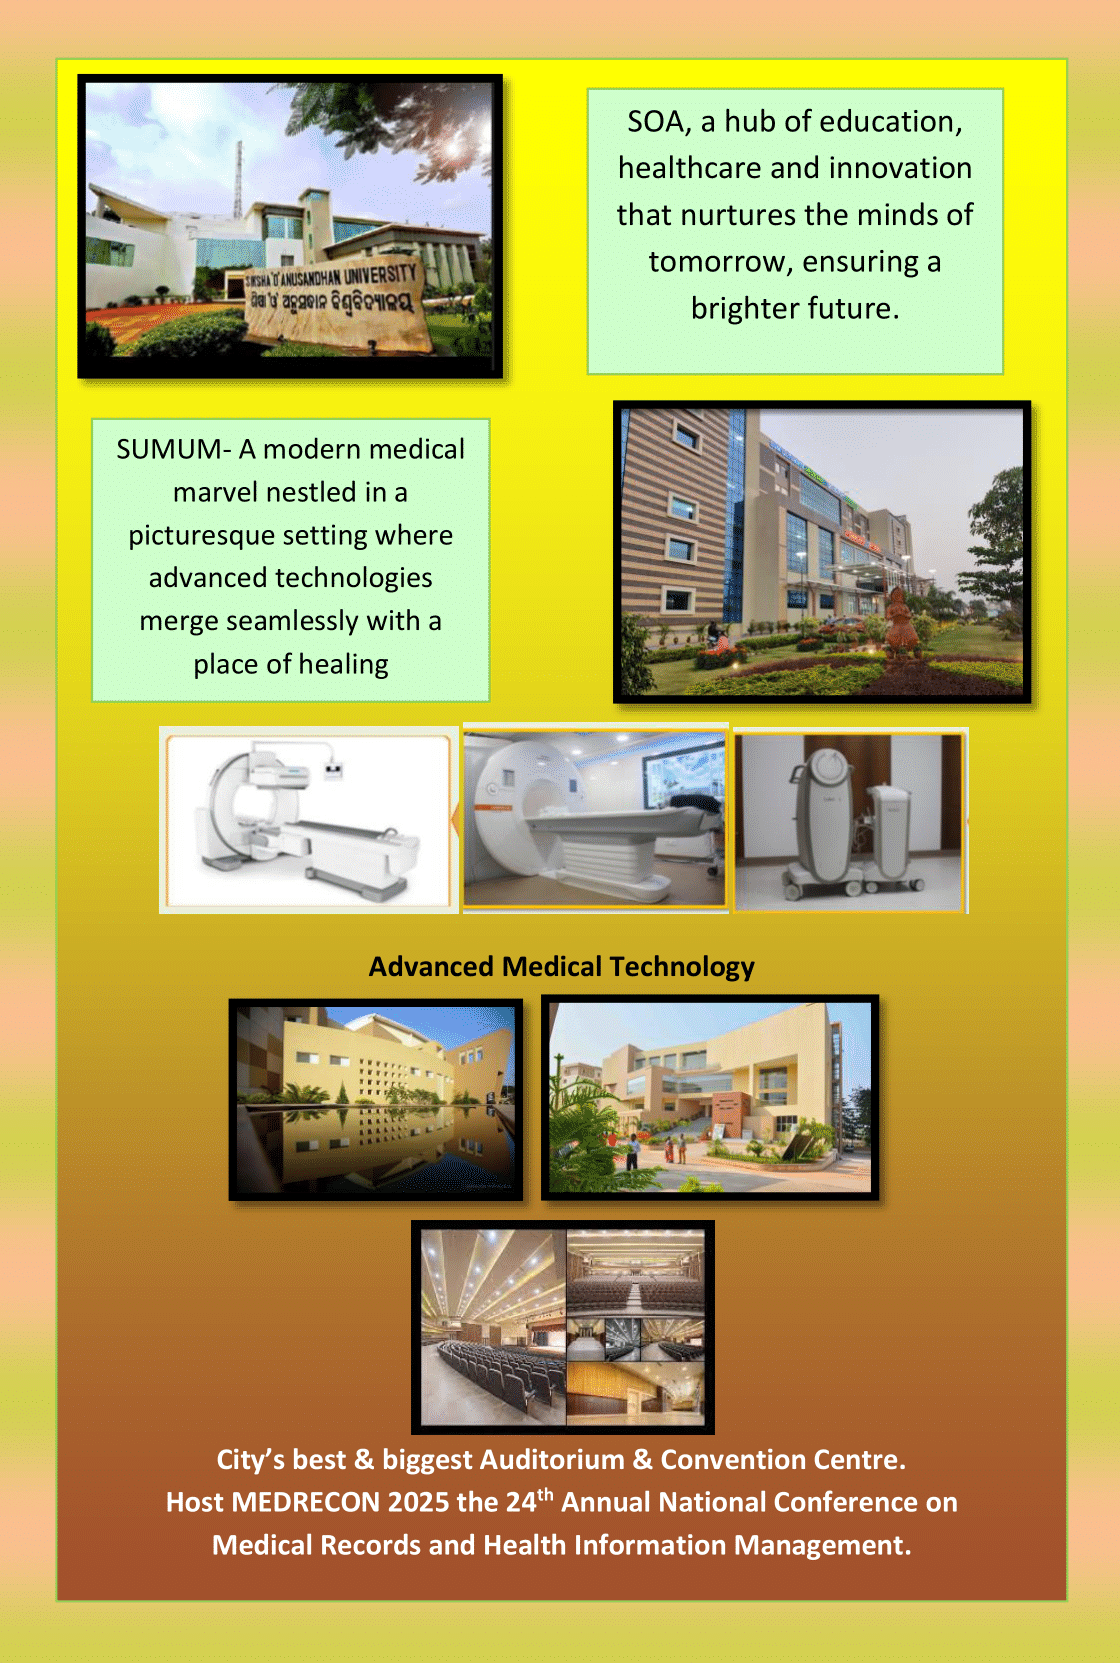 SIKSHA 'O' ANUSANDHAN UNIVERSITY
ଶିକ୍ଷା 'ଓ' ଅନୁସନ୍ଧାନ ବିଶ୍ୱବିଦ୍ୟାଳୟ
SOA, a hub of education,
healthcare and innovation
that nurtures the minds of
tomorrow, ensuring a
brighter future.
SUMUM- A modern medical
marvel nestled in a
picturesque setting where
advanced technologies
merge seamlessly with a
place of healing
Advanced Medical Technology
City’s best & biggest Auditorium & Convention Centre.
Host MEDRECON 2025 the 24th Annual National Conference on
Medical Records and Health Information Management.